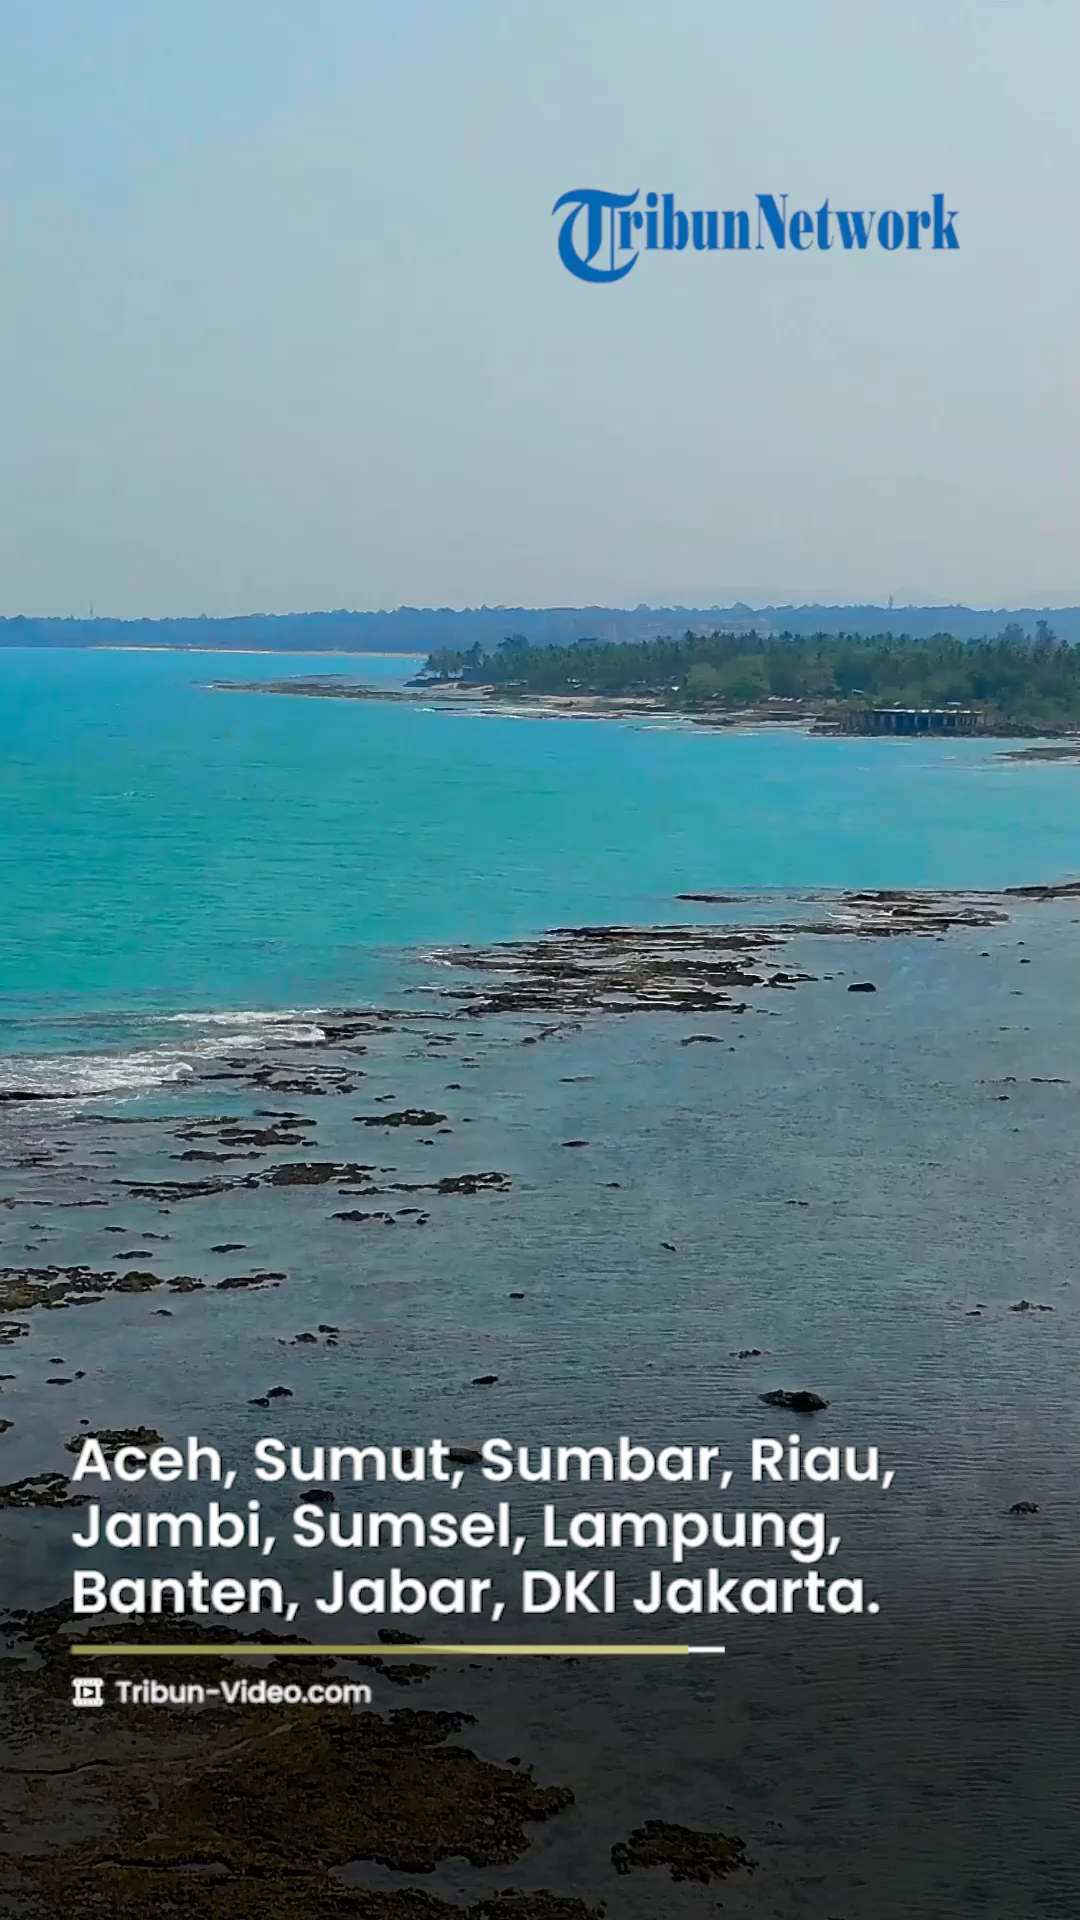 TribunNetwork
Aceh, Sumut, Sumbar, Riau,
Jambi, Sumsel, Lampung,
Banten, Jabar, DKI Jakarta.
Tribun-Video.com